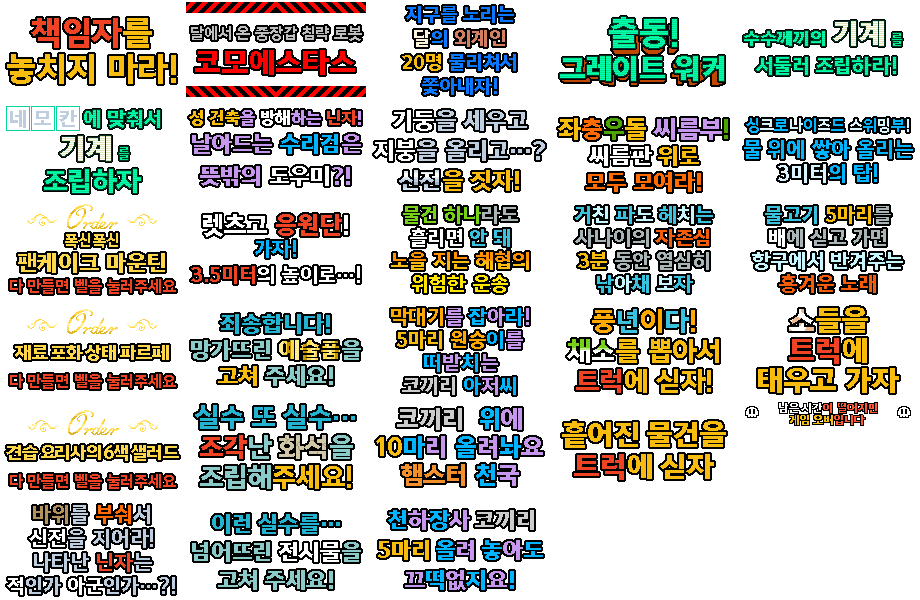 책임자를
놓치지 마라!
달에서 온 중장갑 침략 로봇
코모에스타스
지구를 노리는
달의 외계인
20명 물리쳐서
쫓아내자!
출동!
그레이트 워커
수수께끼의 기계를
서둘러 조립하라!
네모칸에 맞춰서
기계를
조립하자
성 건축을 방해하는 닌자!
날아드는 수리검은
뜻밖의 도우미?!
기둥을 세우고
지붕을 올리고…?
신전을 짓자!
좌충우돌 씨름부!
씨름판 위로
모두 모여라!
싱크로나이즈드 스위밍부!
물 위에 쌓아 올리는
3미터의 탑!
Order
폭신폭신
팬케이크 마운틴
다 만들면 벨을 눌러주세요
렛츠고 응원단!
가자!
3.5미터의 높이로…!
물건 하나라도
흘리면 안 돼
노을 지는 해협의
위험한 운송
거친 파도 헤치는
사나이의 자존심
3분 동안 열심히
낚아채 보자
물고기 5마리를
배에 싣고 가면
항구에서 반겨주는
흥겨운 노래
Order
재료 포화 상태 파르페
다 만들면 벨을 눌러주세요
죄송합니다!
망가뜨린 예술품을
고쳐 주세요!
막대기를 잡아라!
5마리 원숭이를
떠받치는
코끼리 아저씨
풍년이다!
채소를 뽑아서
트럭에 싣자!
소들을
트럭에
태우고 가자
남은 시간이 떨어지면
게임 오버입니다
Order
견습 요리사의 6색 샐러드
다 만들면 벨을 눌러주세요
실수 또 실수…
조각난 화석을
조립해주세요!
코끼리 위에
10마리 올려놔요
햄스터 천국
흩어진 물건을
트럭에 싣자
바위를 부숴서
신전을 지어라!
나타난 닌자는
적인가 아군인가…?!
이런 실수를…
넘어뜨린 전시물을
고쳐 주세요!
천하장사 코끼리
5마리 올려 놓아도
끄떡없지요!